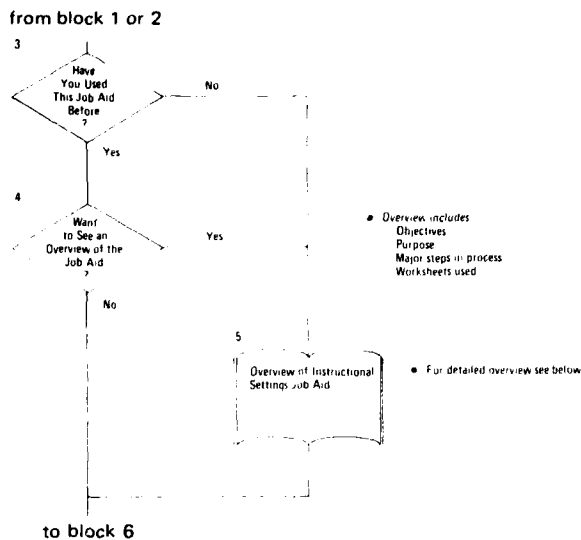 from block 1 or 2
3
Have
You Used
This Job Aid
Before
?
No
Yes
4
Want
to See an
Overview of the
Job Aid
?
Yes
No
• Overview includes
Objectives
Purpose
Major steps in process
Worksheets used
5
Overview of Instructional
Settings Job Aid
• For detailed overview see below
to block 6